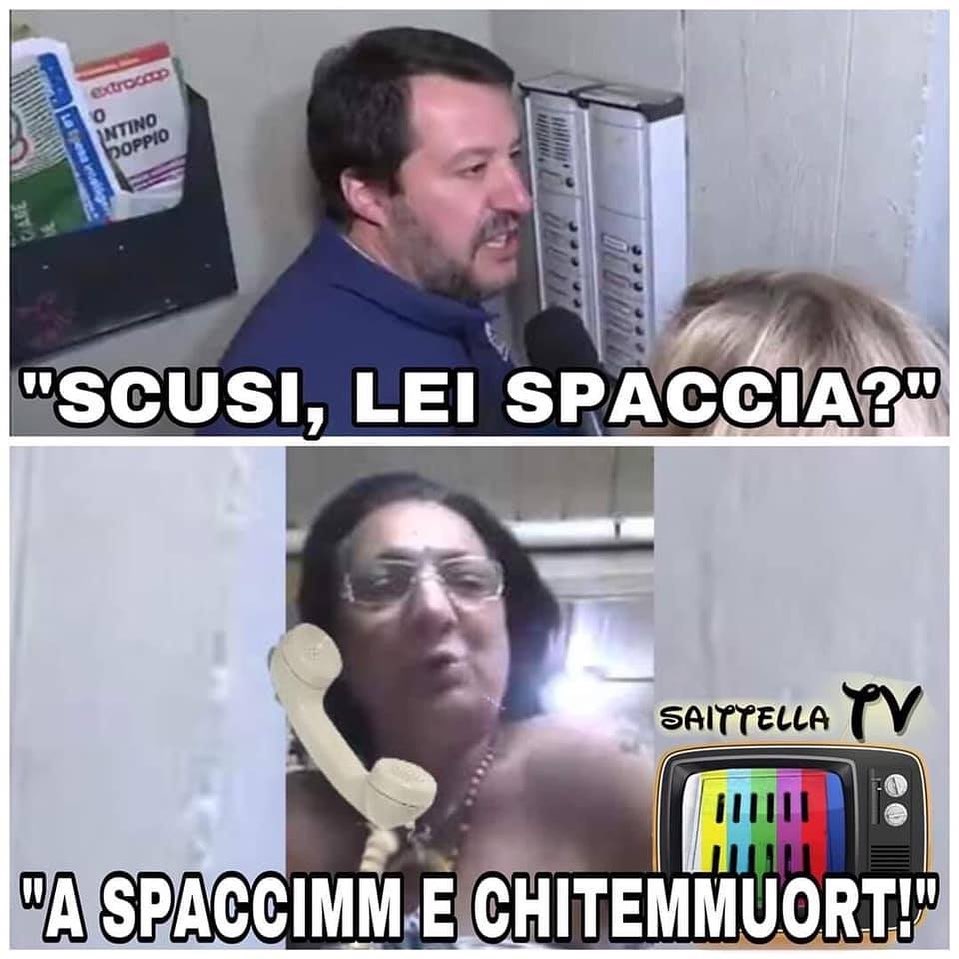 extracoop
NTINO
DOPPIO
"SCUSI, LEI SPACCIA?"
SAITTELLA TV
"A SPACCIMM E CHITEMMUORT!"